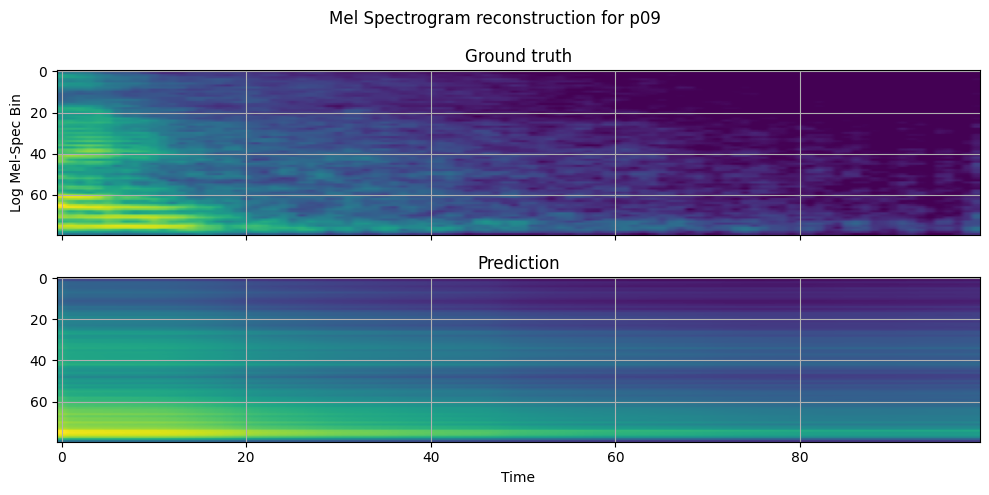 Mel Spectrogram reconstruction for p09
Ground truth
0
20
40
60
Log Mel-Spec Bin
Prediction
0
20
40
60
0 20 40 60 80
Time